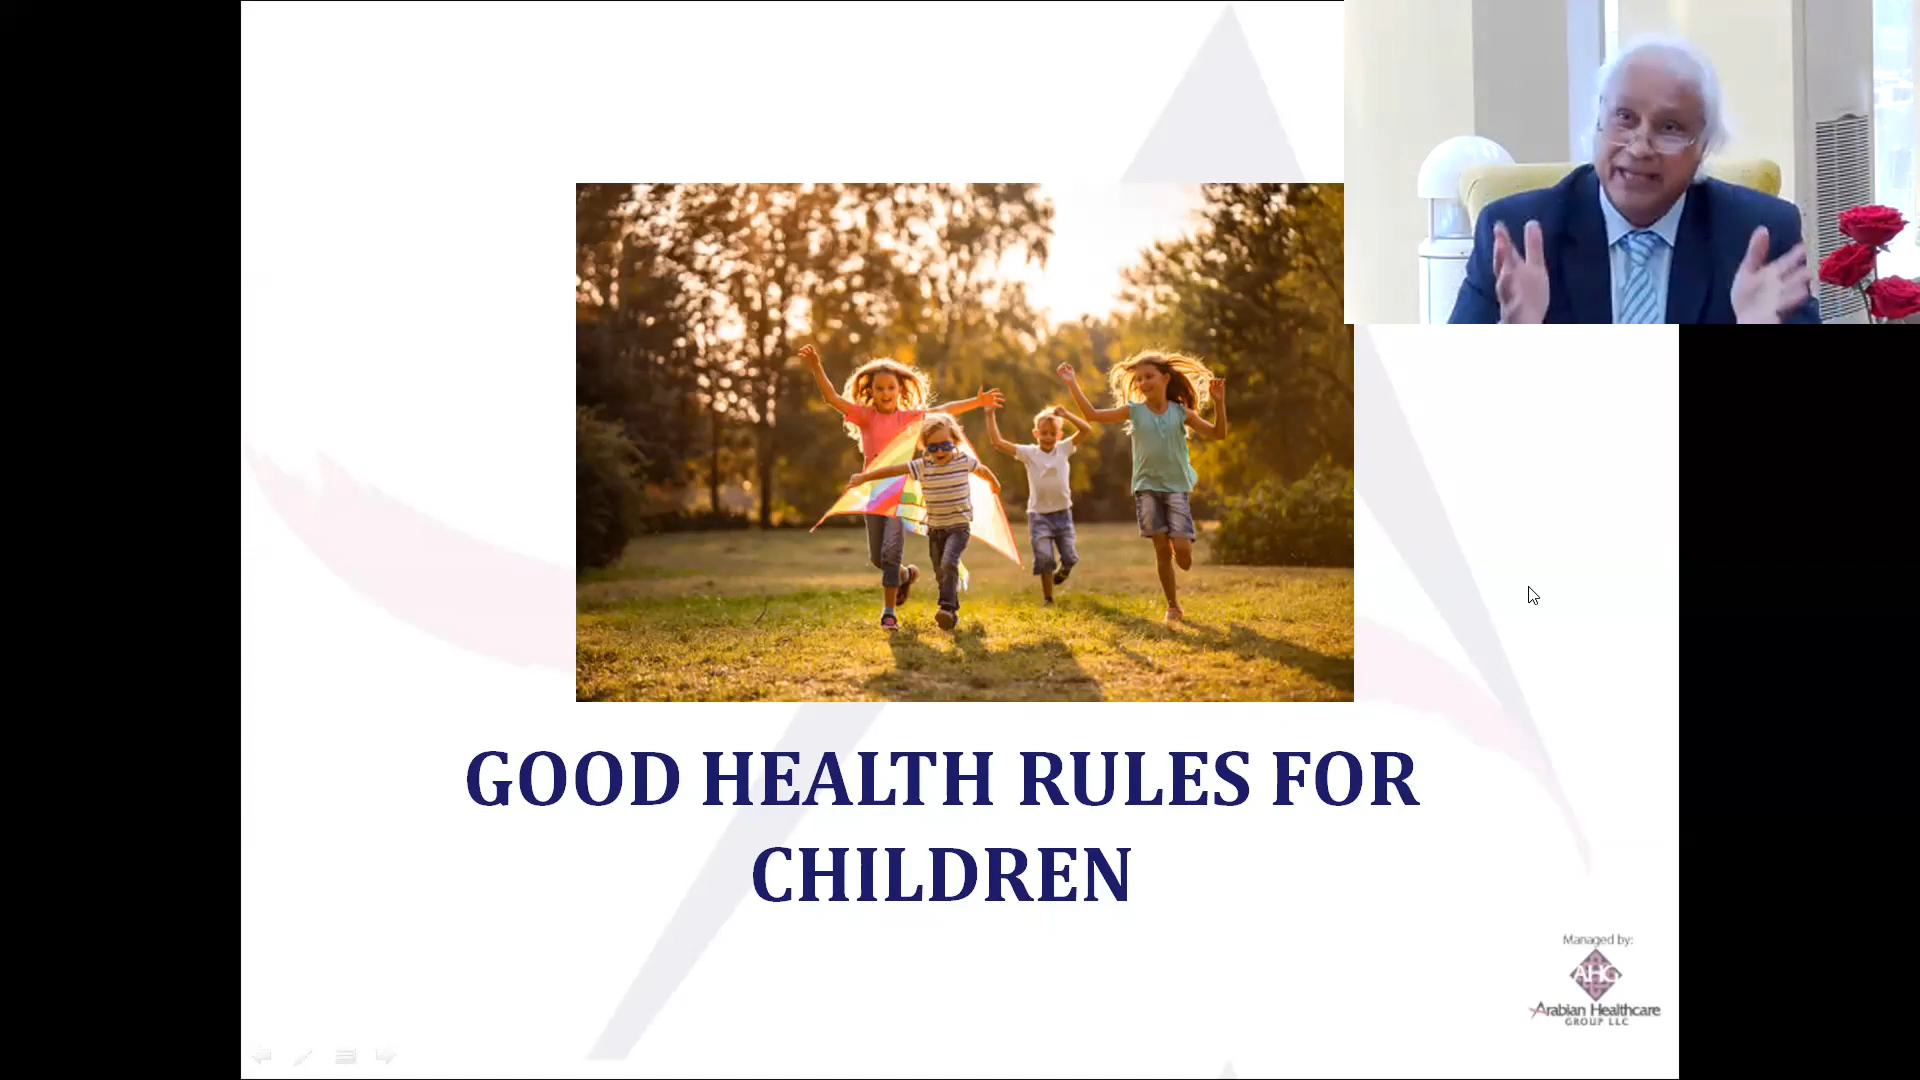 GOOD HEALTH RULES FOR
CHILDREN
Managed by:
AHG
Arabian Healthcare
GROUP LLC